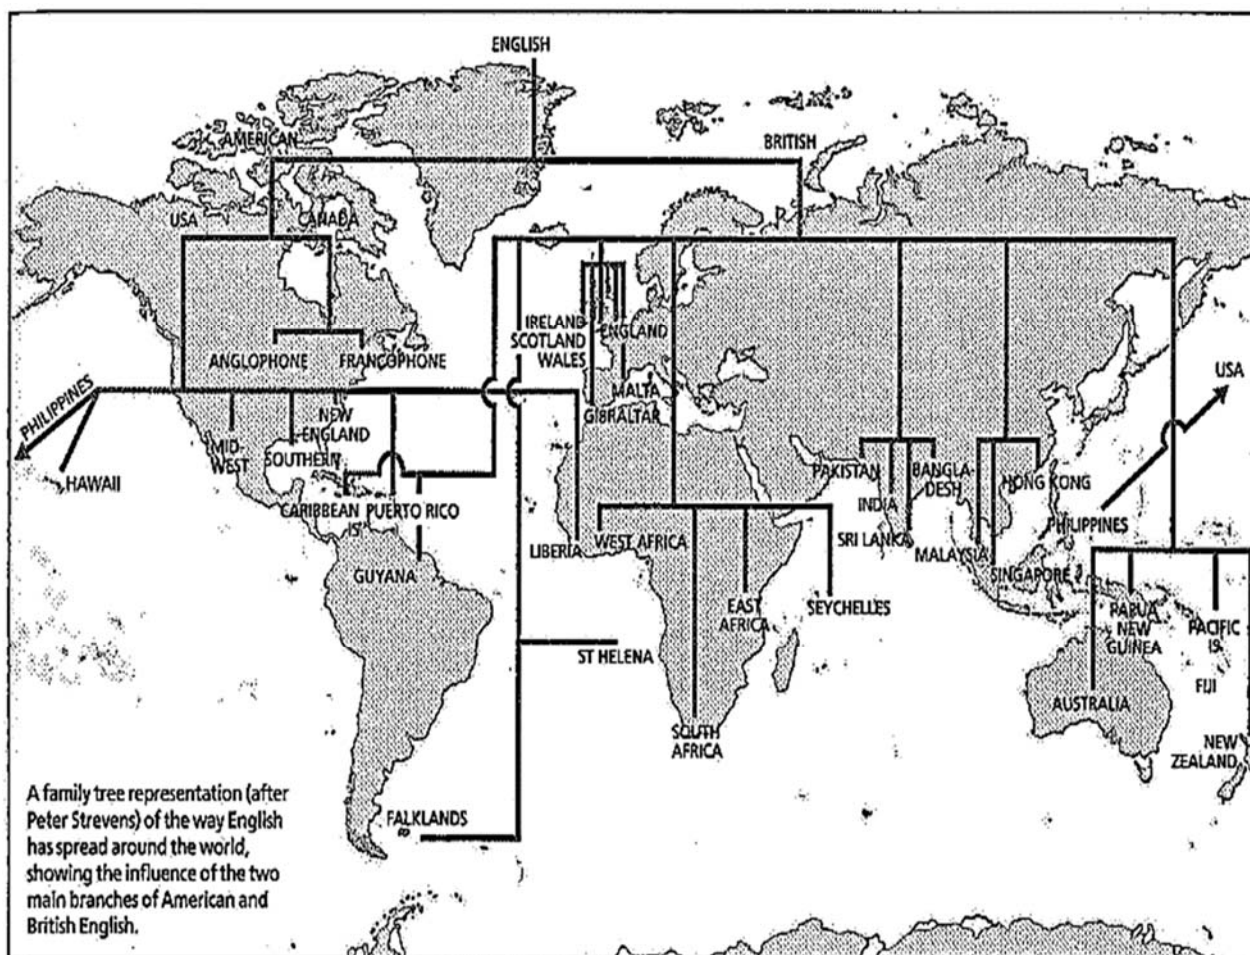 ENGLISH
AMERICAN
BRITISH
USA
CANADA
IRELAND
SCOTLAND
WALES
ENGLAND
ANGLOPHONE
FRANCOPHONE
MALTA
GIBRALTAR
USA
PHILIPPINES
HAWAII
MID-
WEST
SOUTHERN
NEW
ENGLAND
CARIBBEAN
IS'
PUERTO RICO
GUYANA
LIBERIA
WEST AFRICA
PAKISTAN
INDIA
BANGLA-
DESH
SRI LANKA
HONG KONG
MALAYSIA
SINGAPORE
PHILIPPINES
EAST
AFRICA
SEYCHELLES
ST HELENA
SOUTH
AFRICA
PAPUA
NEW
GUINEA
PACIFIC
IS.
FIJI
AUSTRALIA
NEW
ZEALAND
FALKLANDS
A family tree representation (after
Peter Strevens) of the way English
has spread around the world,
showing the influence of the two
main branches of American and
British English.